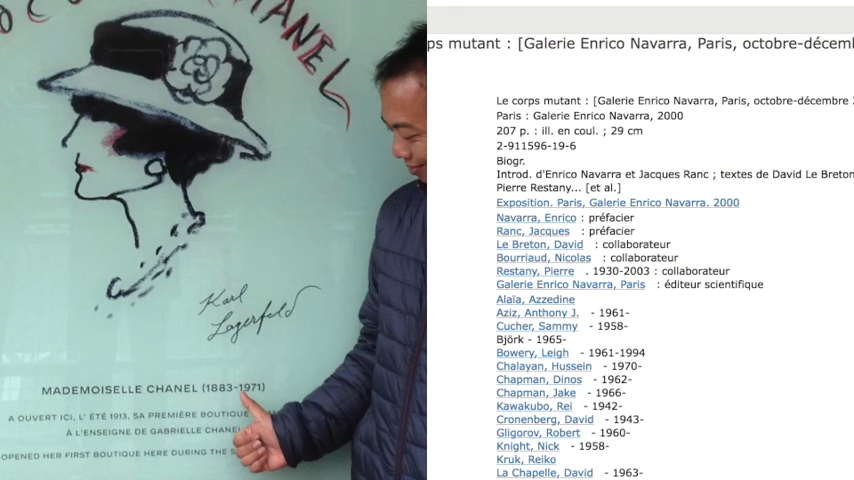 Karl
Lagerfeld
MADEMOISELLE CHANEL (1883-1971)
A OUVERT ICI, L' ÉTÉ 1913, SA PREMIÈRE BOUTIQUE
À L'ENSEIGNE DE GABRIELLE CHANEL
OPENED HER FIRST BOUTIQUE HERE DURING THE
mutant : [Galerie Enrico Navarra, Paris,
Le corps mutant : [Galerie Enrico Navarra, Paris, octobre-décembre
Paris : Galerie Enrico Navarra, 2000
207 p. : ill. en coul. ; 29 cm
2-911596-19-6
Biogr.
Introd. d'Enrico Navarra et Jacques Ranc ; textes de David Le Breton
Pierre Restany... [et al.]
Exposition. Paris, Galerie Enrico Navarra. 2000
Navarra, Enrico : préfacier
Ranc, Jacques : préfacier
Le Breton, David : collaborateur
Bourriaud, Nicolas : collaborateur
Restany, Pierre . 1930-2003 : collaborateur
Galerie Enrico Navarra, Paris : éditeur scientifique
Alaïa, Azzedine
Aziz, Anthony J. - 1961-
Cucher, Sammy - 1958-
Björk - 1965-
Bowery, Leigh - 1961-1994
Chalayan, Hussein - 1970-
Chapman, Dinos - 1962-
Chapman, Jake - 1966-
Kawakubo, Rei - 1942-
Cronenberg, David - 1943-
Gligorov, Robert - 1960-
Knight, Nick - 1958-
Kruk, Reiko
La Chapelle, David - 1963-